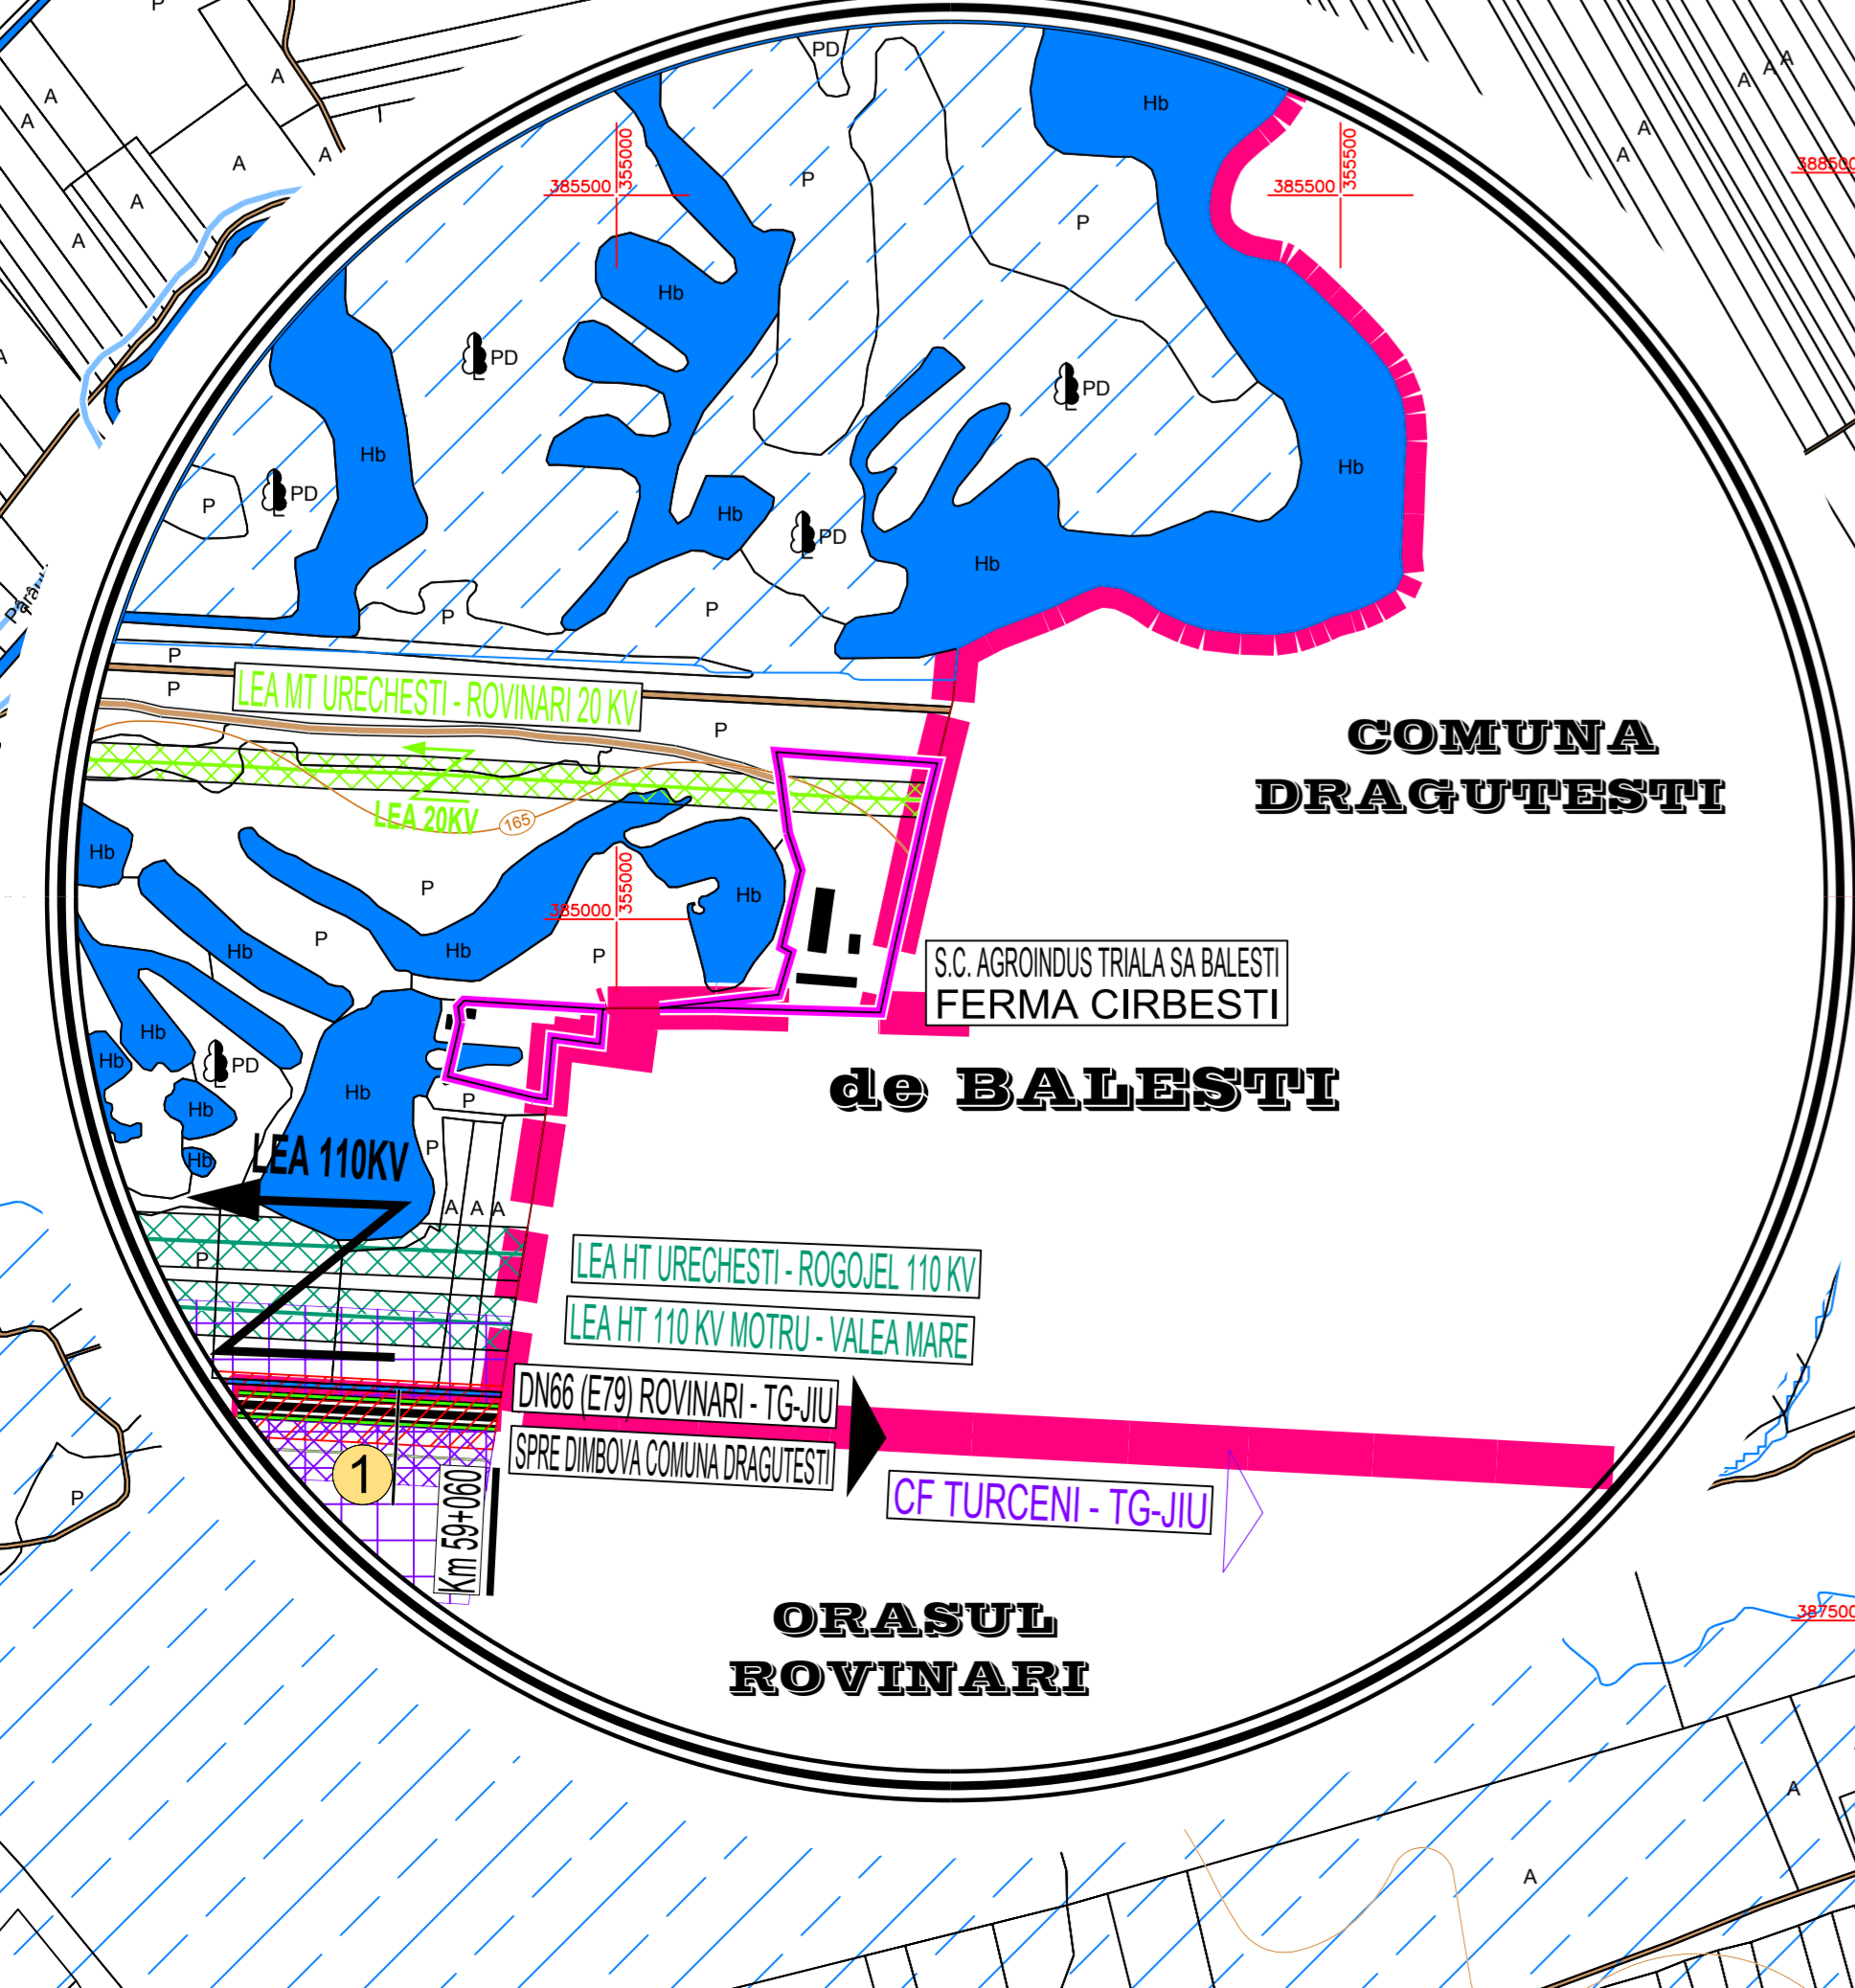 P
A
A
A
A
A
A
A
A
A
A
A
A
A
A
388500
PD
Hb
355000
385500
355500
385500
P
P
Hb
PD
PD
Hb
Hb
PD
P
Hb
PD
Hb
P
P
P
P
LEA MT URECHESTI - ROVINARI 20 KV
P
LEA 20KV
165
COMUNA
DRAGUTESTI
Hb
P
355000
385000
Hb
P
Hb
Hb
P
S.C. AGROINDUS TRIALA SA BALESTI
FERMA CIRBESTI
Hb
Hb
PD
Hb
Hb
P
de BALESTI
Hb
LEA 110KV
P
A A A
P
LEA HT URECHESTI - ROGOJEL 110 KV
LEA HT 110 KV MOTRU - VALEA MARE
DN66 (E79) ROVINARI - TG-JIU
SPRE DIMBOVA COMUNA DRAGUTESTI
1
Km 59+060
CF TURCENI - TG-JIU
P
ORASUL
ROVINARI
387500
A
A